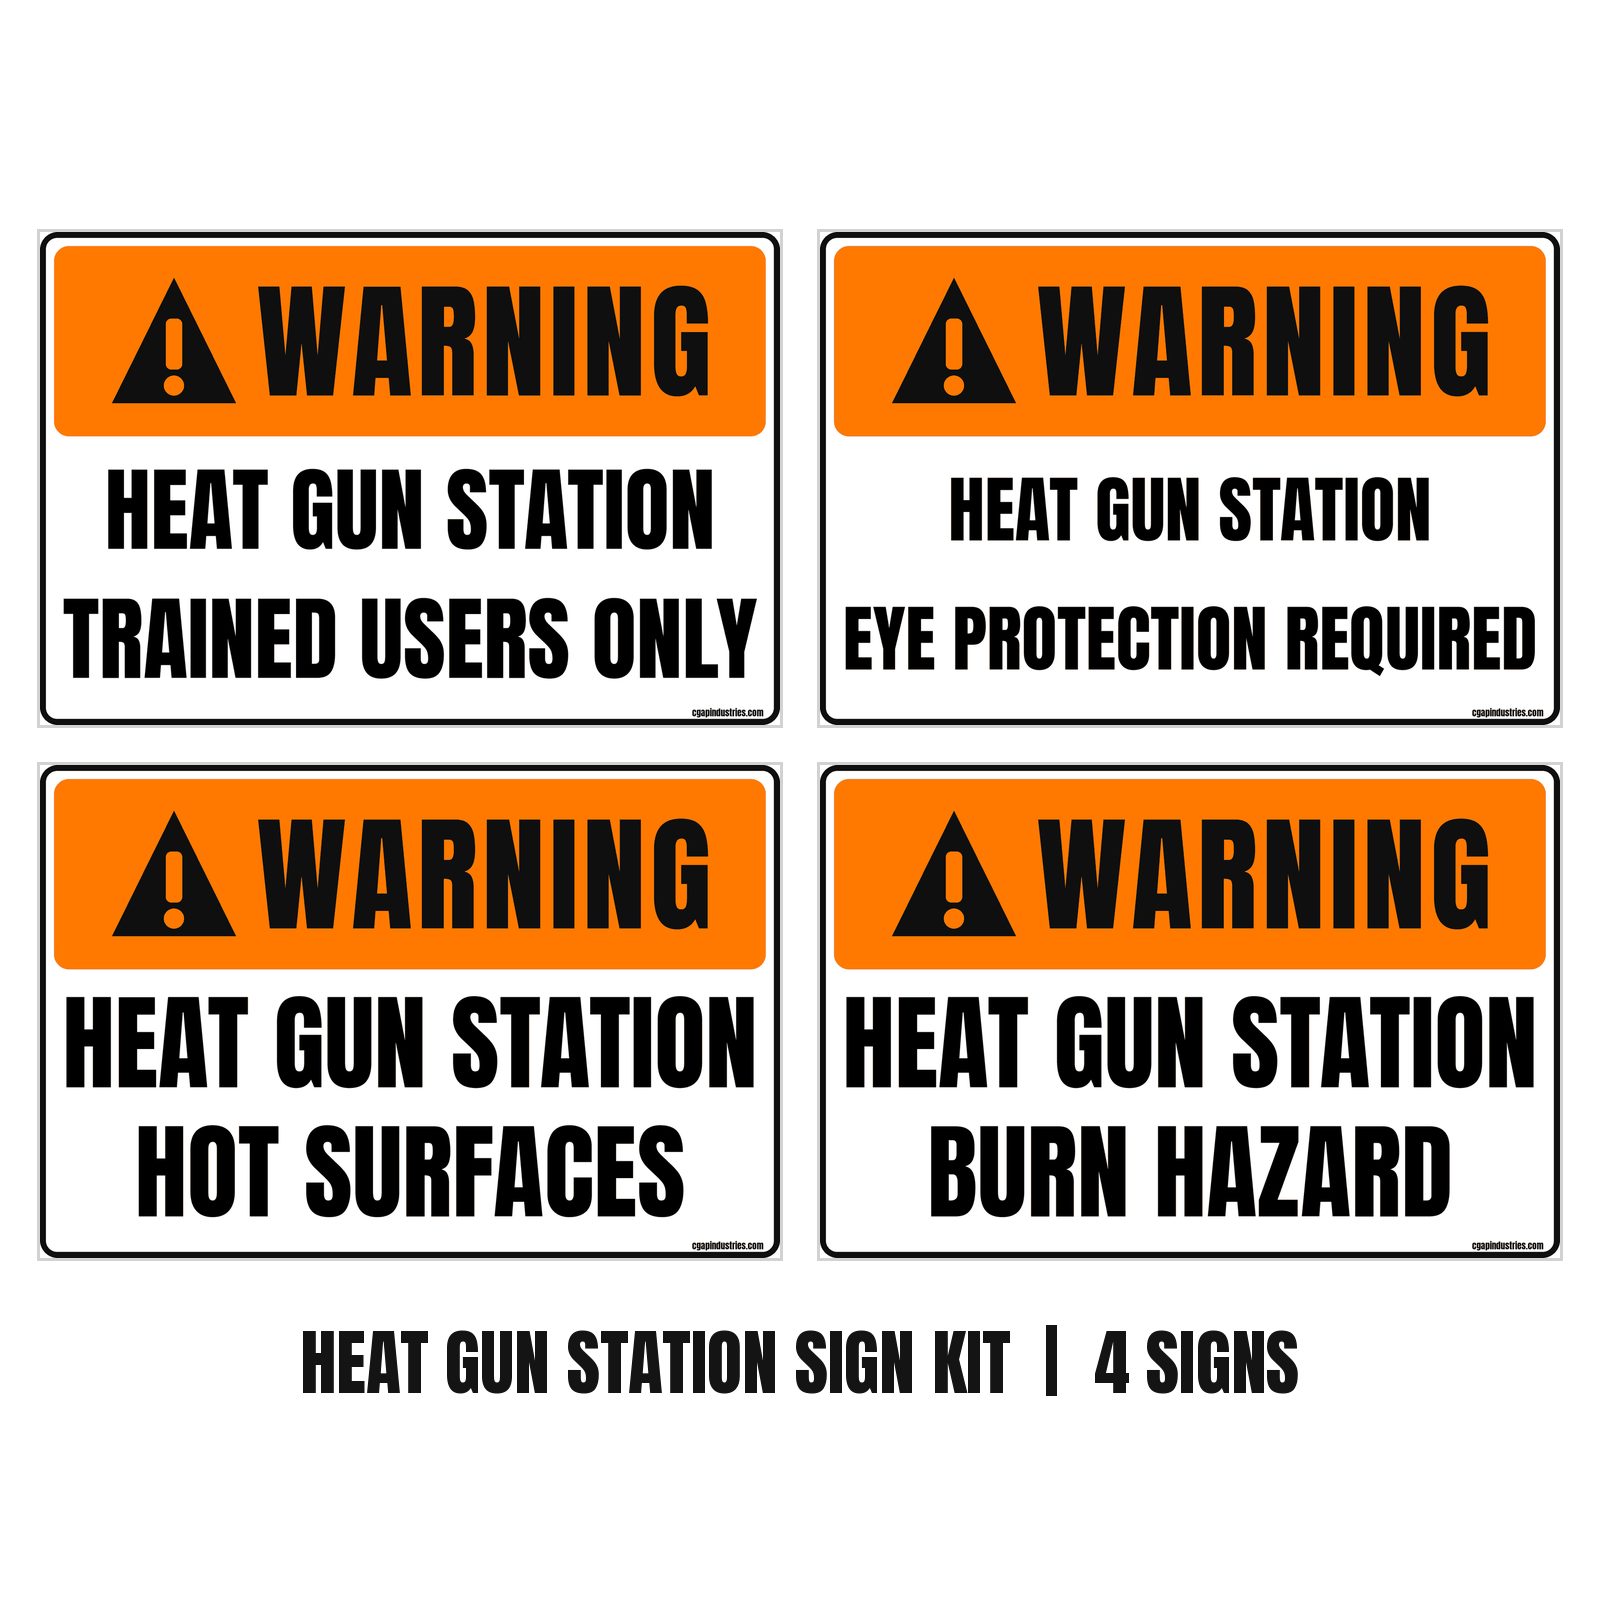 WARNING
HEAT GUN STATION
TRAINED USERS ONLY
cgapindustries.com
WARNING
HEAT GUN STATION
EYE PROTECTION REQUIRED
cgapindustries.com
WARNING
HEAT GUN STATION
HOT SURFACES
cgapindustries.com
WARNING
HEAT GUN STATION
BURN HAZARD
cgapindustries.com
HEAT GUN STATION SIGN KIT | 4 SIGNS